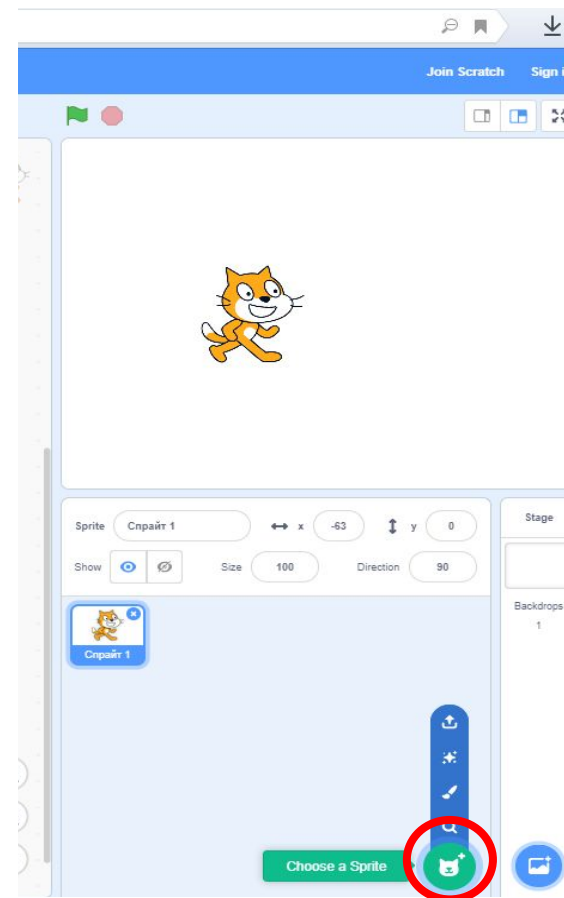 Join Scratch
Sprite Спрайт 1 x -63 y 0
Stage
Show Size 100 Direction 90
Backdrops
1
Спрайт 1
Choose a Sprite